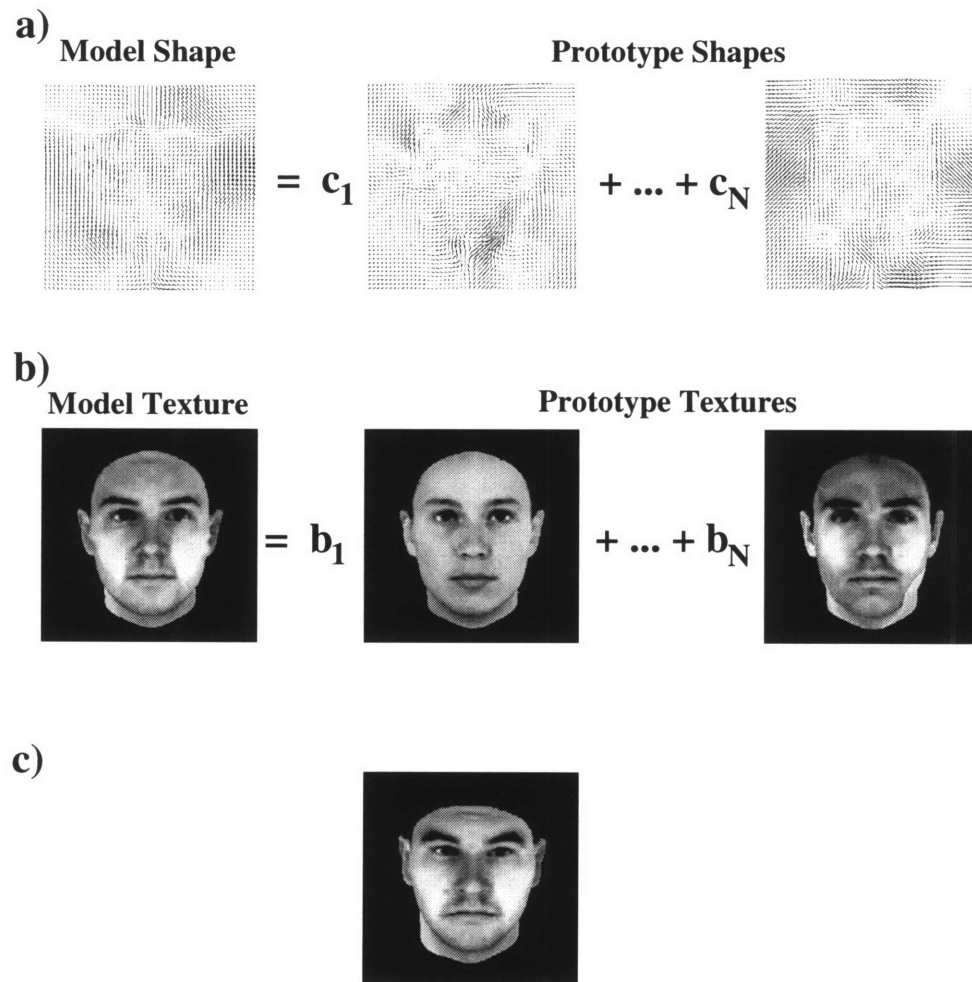 a)
Model Shape
Prototype Shapes
= c1
+ ... + cN
b)
Model Texture
Prototype Textures
= b1
+ ... + bN
c)